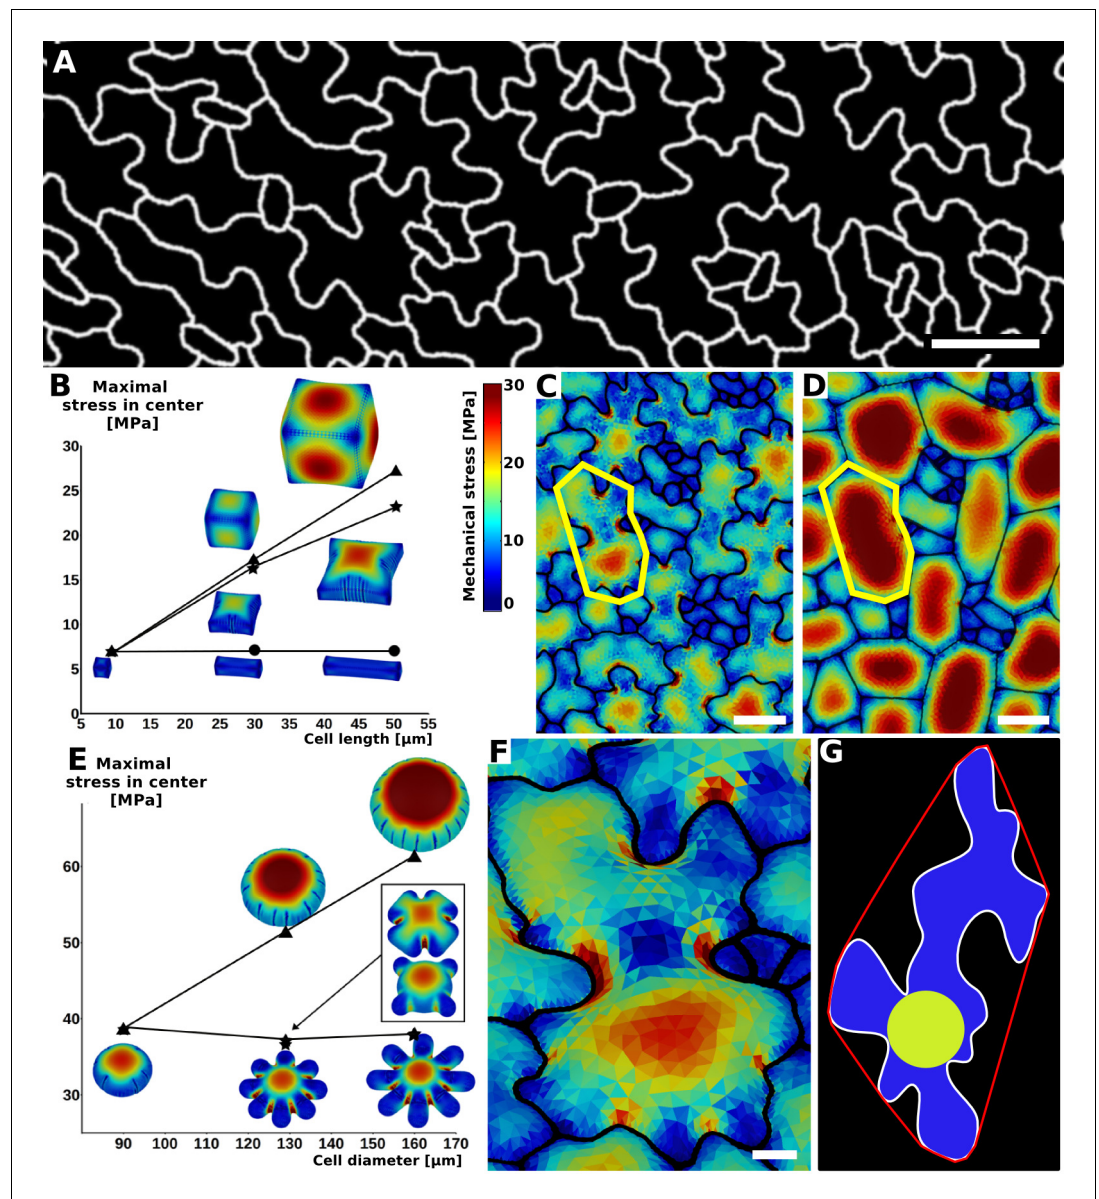 A
B
Maximal
stress in center
[MPa]
30
25
20
15
10
5
0
5 10 15 20 25 30 35 40 45 50 55
Cell length [μm]
Mechanical stress [MPa]
30
20
10
0
C
D
E
Maximal
stress in center
[MPa]
60
50
40
30
90 100 110 120 130 140 150 160 170
Cell diameter [μm]
F
G